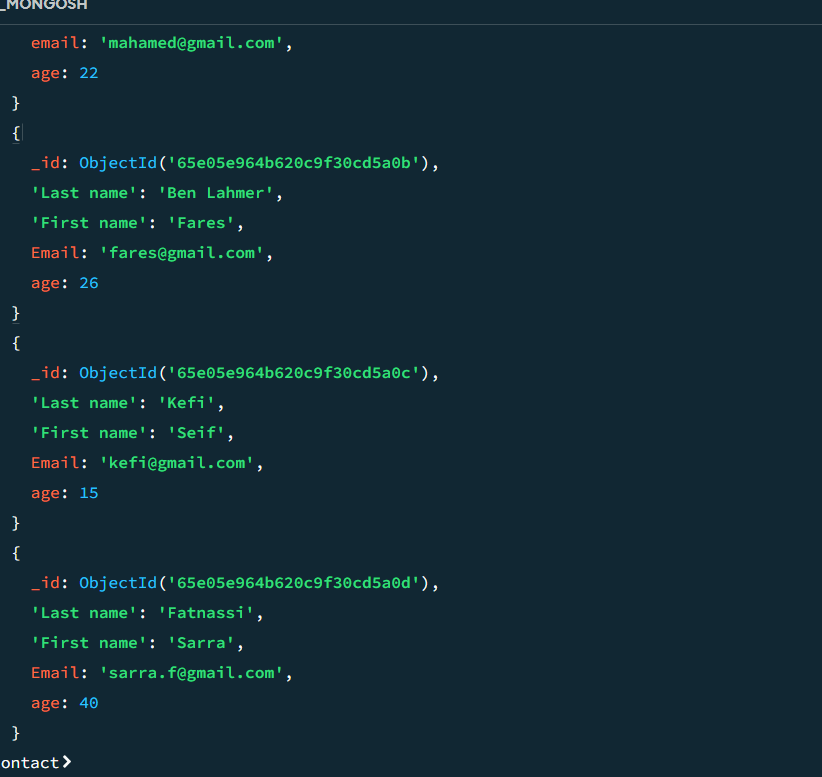 _MONGOSH
email: 'mahamed@gmail.com',
age: 22
}
{
_id: ObjectId('65e05e964b620c9f30cd5a0b'),
'Last name': 'Ben Lahmer',
'First name': 'Fares',
Email: 'fares@gmail.com',
age: 26
}
{
_id: ObjectId('65e05e964b620c9f30cd5a0c'),
'Last name': 'Kefi',
'First name': 'Seif',
Email: 'kefi@gmail.com',
age: 15
}
{
_id: ObjectId('65e05e964b620c9f30cd5a0d'),
'Last name': 'Fatnassi',
'First name': 'Sarra',
Email: 'sarra.f@gmail.com',
age: 40
}
ontact>